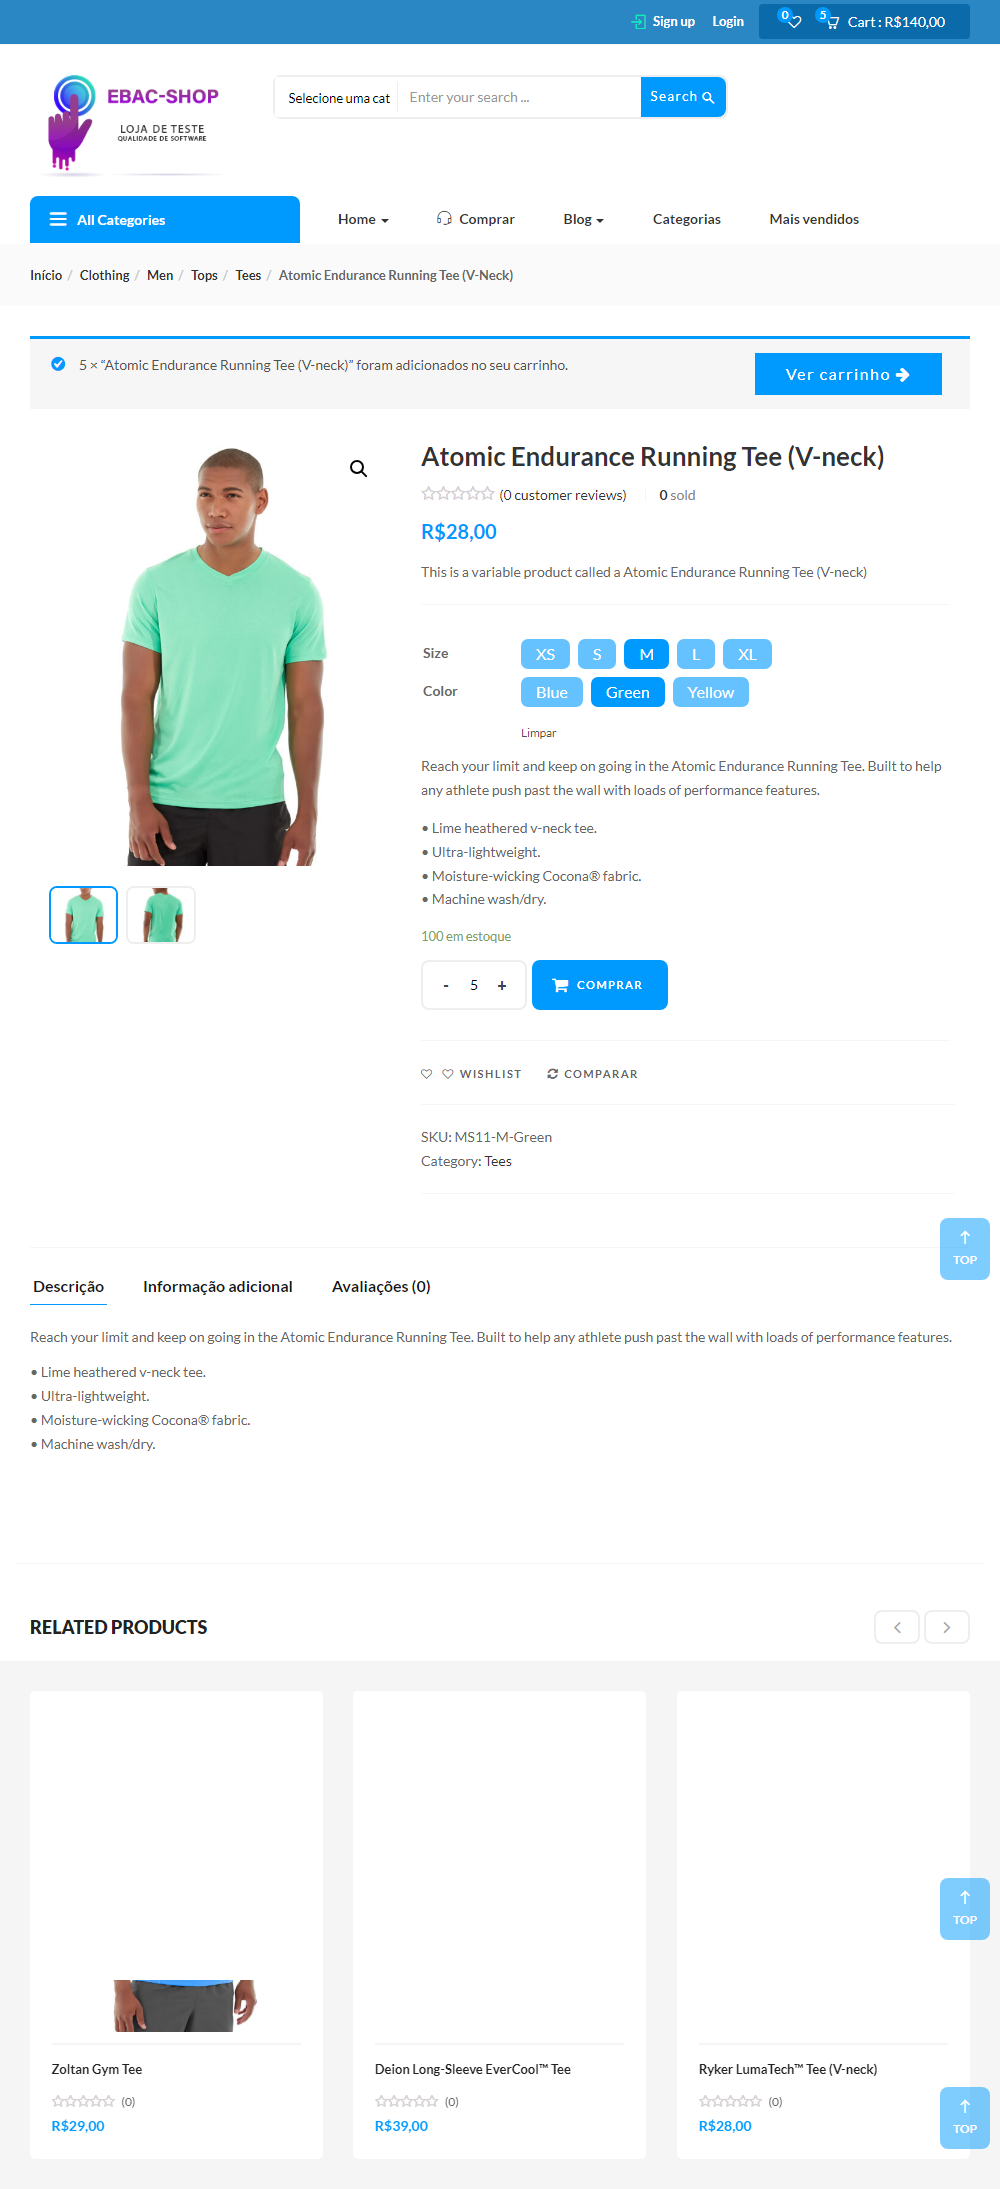 Sign up
Login
0
5
Cart : R$140,00
EBAC-SHOP
LOJA DE TESTE
QUALIDADE DE SOFTWARE
Selecione uma cat
Enter your search ...
Search
All Categories
Home
Comprar
Blog
Categorias
Mais vendidos
Início / Clothing / Men / Tops / Tees / Atomic Endurance Running Tee (V-Neck)
5 × “Atomic Endurance Running Tee (V-neck)” foram adicionados no seu carrinho.
Ver carrinho
Atomic Endurance Running Tee (V-neck)
(0 customer reviews)
0 sold
R$28,00
This is a variable product called a Atomic Endurance Running Tee (V-neck)
Size
XS
S
M
L
XL
Color
Blue
Green
Yellow
Limpar
Reach your limit and keep on going in the Atomic Endurance Running Tee. Built to help
any athlete push past the wall with loads of performance features.
• Lime heathered v-neck tee.
• Ultra-lightweight.
• Moisture-wicking Cocona® fabric.
• Machine wash/dry.
100 em estoque
- 5 +
COMPRAR
WISHLIST
COMPARAR
SKU: MS11-M-Green
Category: Tees
TOP
Descrição
Informação adicional
Avaliações (0)
Reach your limit and keep on going in the Atomic Endurance Running Tee. Built to help any athlete push past the wall with loads of performance features.
• Lime heathered v-neck tee.
• Ultra-lightweight.
• Moisture-wicking Cocona® fabric.
• Machine wash/dry.
RELATED PRODUCTS
TOP
Zoltan Gym Tee
(0)
R$29,00
Deion Long-Sleeve EverCool™ Tee
(0)
R$39,00
Ryker LumaTech™ Tee (V-neck)
(0)
R$28,00
TOP